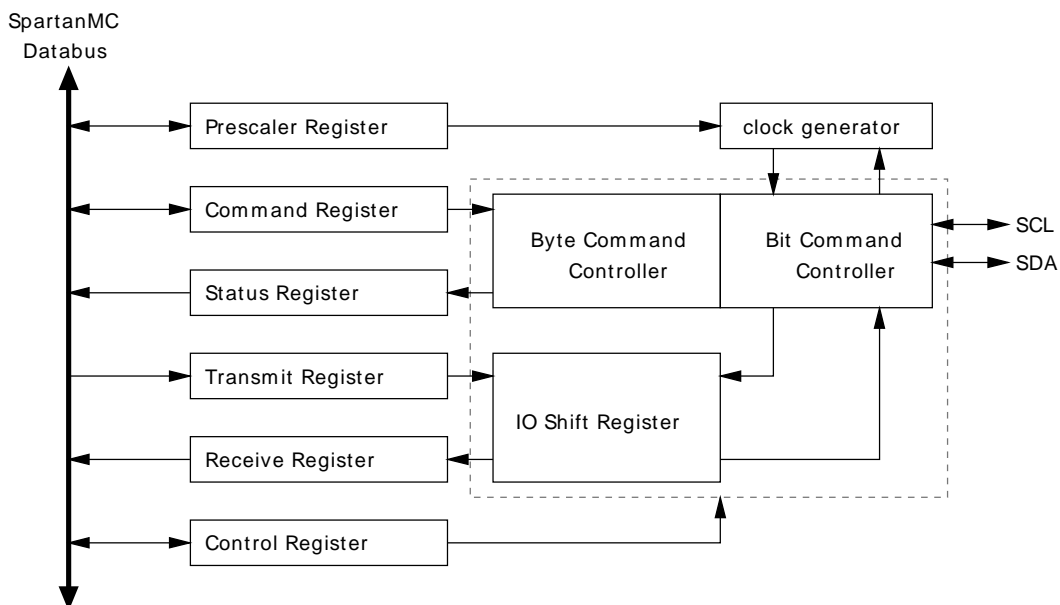 SpartanMC
Databus
Prescaler Register
clock generator
Command Register
Byte Command
Controller
Bit Command
Controller
SCL
SDA
Status Register
Transmit Register
IO Shift Register
Receive Register
Control Register